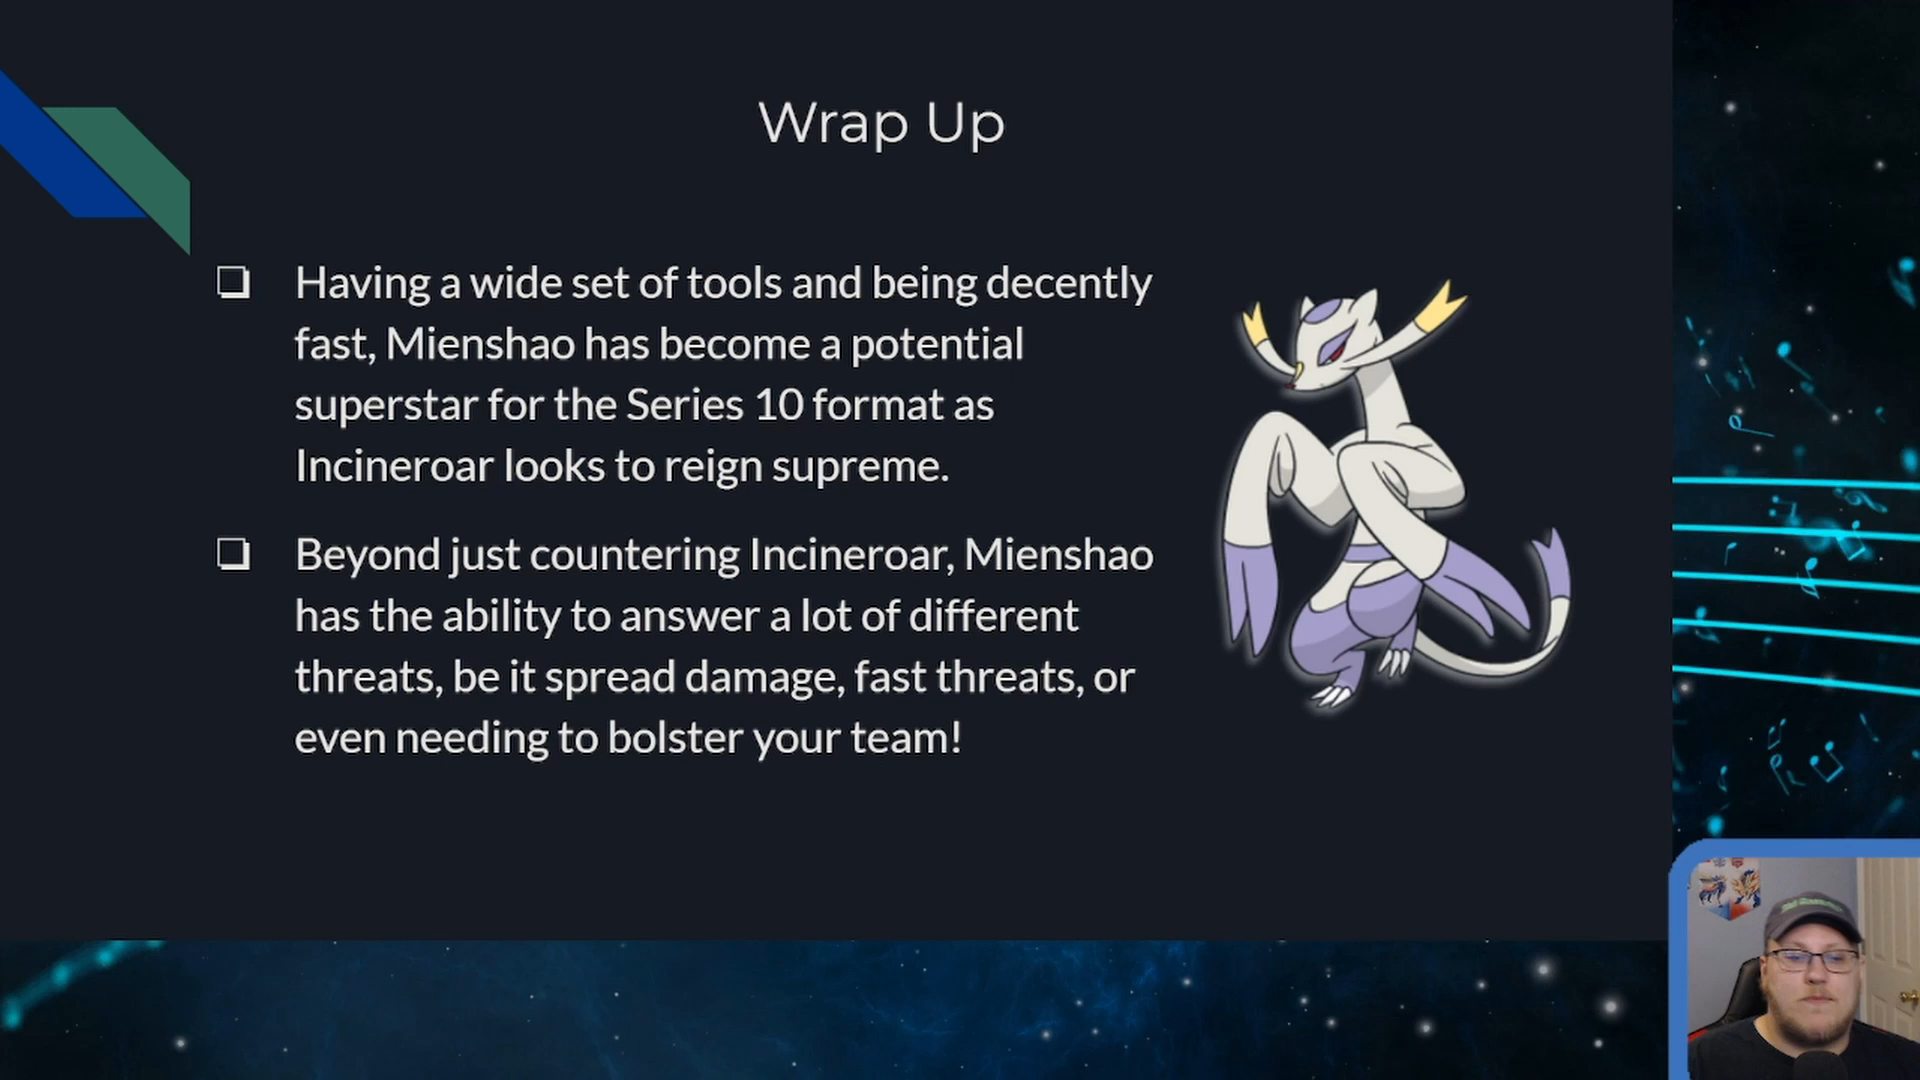 Wrap Up
Having a wide set of tools and being decently
fast, Mienshao has become a potential
superstar for the Series 10 format as
Incineroar looks to reign supreme.
Beyond just countering Incineroar, Mienshao
has the ability to answer a lot of different
threats, be it spread damage, fast threats, or
even needing to bolster your team!